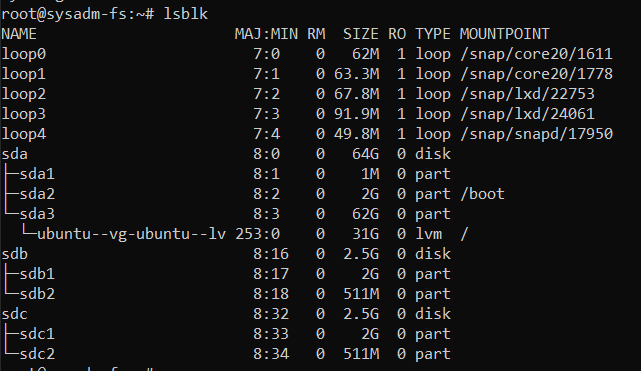 root@sysadm-fs:~# lsblk
NAME                      MAJ:MIN RM  SIZE RO TYPE MOUNTPOINT
loop0                       7:0    0   62M  1 loop /snap/core20/1611
loop1                       7:1    0 63.3M  1 loop /snap/core20/1778
loop2                       7:2    0 67.8M  1 loop /snap/lxd/22753
loop3                       7:3    0 91.9M  1 loop /snap/lxd/24061
loop4                       7:4    0 49.8M  1 loop /snap/snapd/17950
sda                         8:0    0   64G  0 disk
├─sda1                      8:1    0    1M  0 part
├─sda2                      8:2    0    2G  0 part /boot
└─sda3                      8:3    0   62G  0 part
  └─ubuntu--vg-ubuntu--lv 253:0    0   31G  0 lvm  /
sdb                         8:16   0  2.5G  0 disk
├─sdb1                      8:17   0    2G  0 part
└─sdb2                      8:18   0  511M  0 part
sdc                         8:32   0  2.5G  0 disk
├─sdc1                      8:33   0    2G  0 part
└─sdc2                      8:34   0  511M  0 part